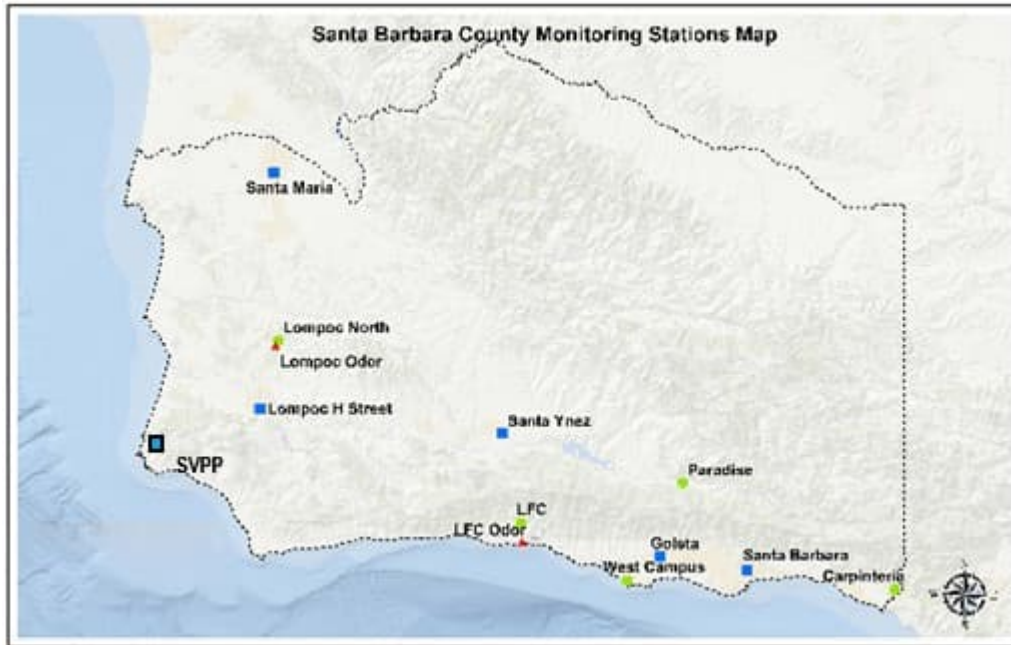 Santa Barbara County Monitoring Stations Map
Santa Maria
Lompoc North
Lompoc Odor
Lompoc H Street
Santa Ynez
SVPP
Paradise
LFC
LFC Odor
Goleta
West Campus
Santa Barbara
Carpinteria